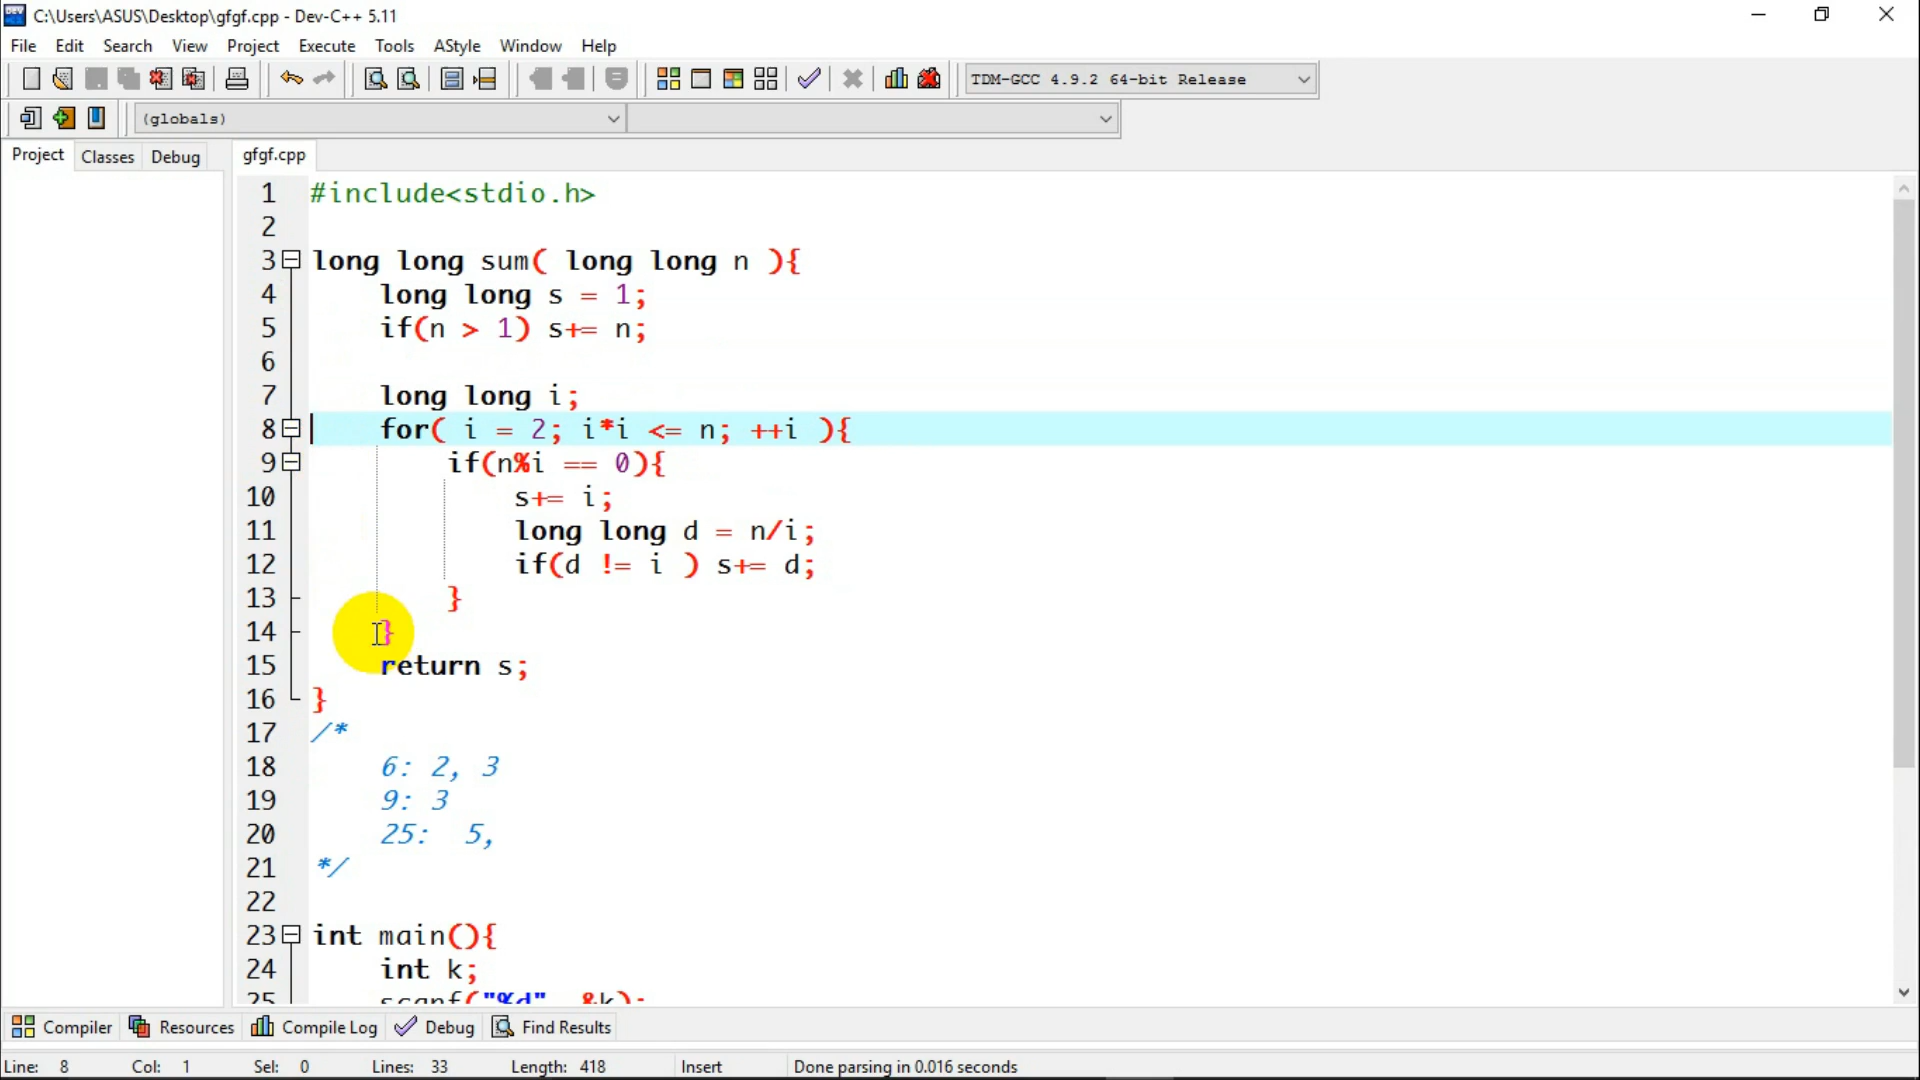 C:\Users\ASUS\Desktop\gfgf.cpp - Dev-C++ 5.11
File Edit Search View Project Execute Tools AStyle Window Help
TDM-GCC 4.9.2 64-bit Release
(globals)
Project Classes Debug gfgf.cpp
1 #include<stdio.h>
2
3 long long sum( long long n ){
4 long long s = 1;
5 if(n > 1) s+= n;
6
7 long long i;
8 for( i = 2; i*i <= n; ++i ){
9 if(n%i == 0){
10 s+= i;
11 long long d = n/i;
12 if(d != i ) s+= d;
13 }
14 }
15 return s;
16 }
17 /*
18 6: 2, 3
19 9: 3
20 25: 5,
21 */
22
23 int main(){
24 int k;
25 scanf("%d", &k);
Compiler Resources Compile Log Debug Find Results
Line: 8 Col: 1 Sel: 0 Lines: 33 Length: 418 Insert Done parsing in 0.016 seconds